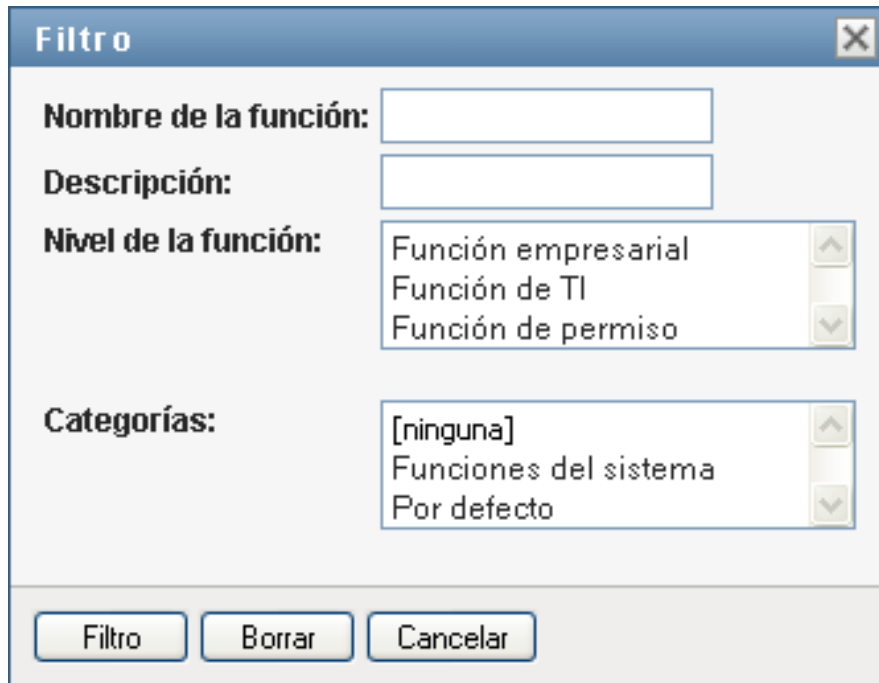 Filtro
Nombre de la función:
Descripción:
Nivel de la función:
Función empresarial
Función de TI
Función de permiso
Categorías:
[ninguna]
Funciones del sistema
Por defecto
Filtro Borrar Cancelar